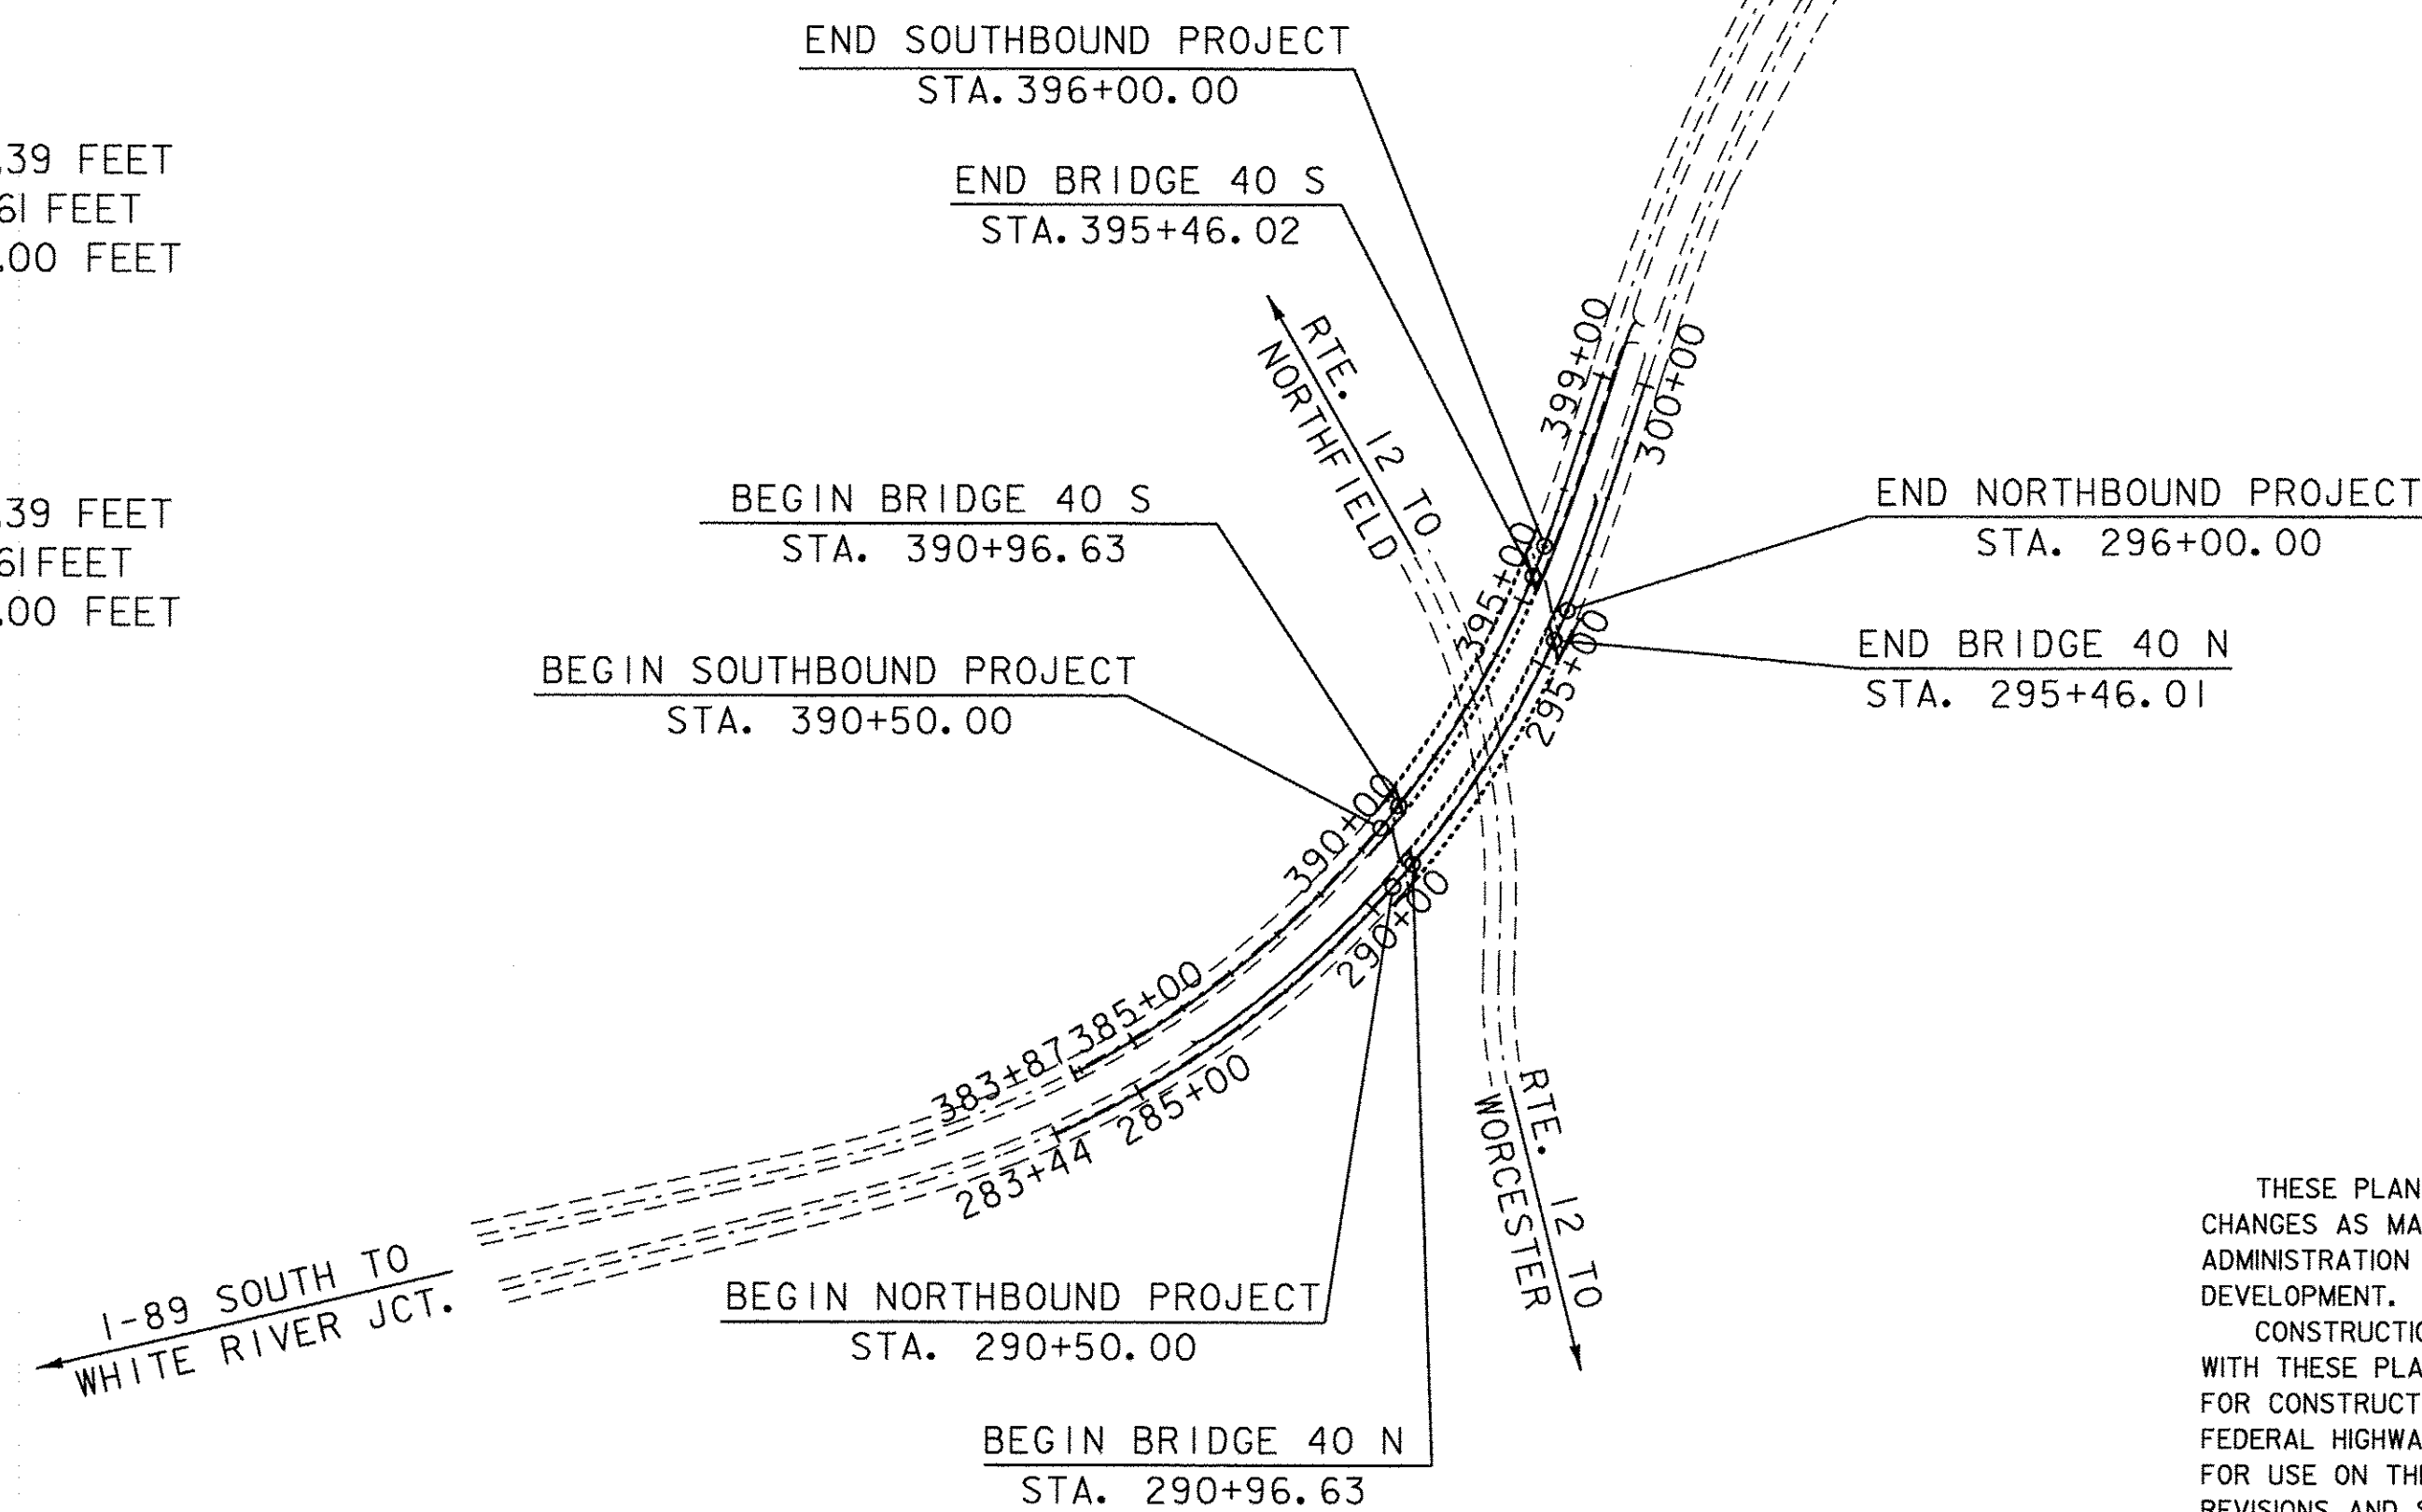 END SOUTHBOUND PROJECT
STA. 396+00.00
END BRIDGE 40 S
STA. 395+46.02
.39 FEET
61 FEET
.00 FEET
RTE. 12 TO
NORTHFIELD
399+00
300+00
BEGIN BRIDGE 40 S
STA. 390+96.63
.39 FEET
61 FEET
.00 FEET
395+00
END NORTHBOUND PROJECT
STA. 296+00.00
END BRIDGE 40 N
STA. 295+46.01
295+00
BEGIN SOUTHBOUND PROJECT
STA. 390+50.00
390+00
290+00
385+00
383+87
285+00
283+44
RTE. 12 TO
WORCESTER
I-89 SOUTH TO
WHITE RIVER JCT.
BEGIN NORTHBOUND PROJECT
STA. 290+50.00
BEGIN BRIDGE 40 N
STA. 290+96.63
THESE PLAN
CHANGES AS MA
ADMINISTRATION
DEVELOPMENT.
CONSTRUCTIO
WITH THESE PLA
FOR CONSTRUCT
FEDERAL HIGHWA
FOR USE ON TH
REVISIONS AND S